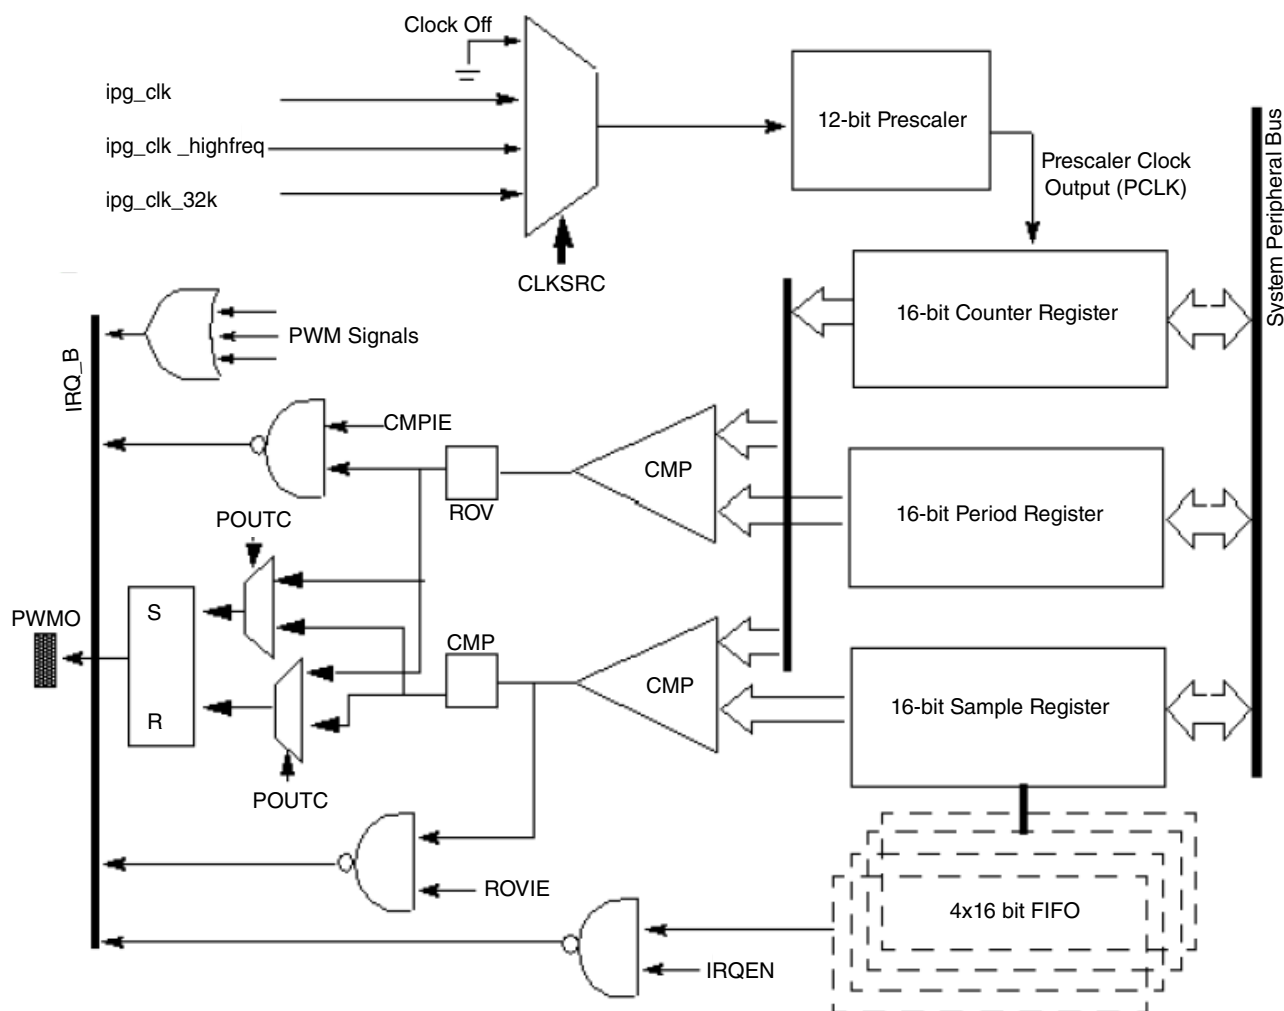 Clock Off
ipg_clk
ipg_clk _highfreq
ipg_clk_32k
CLKSRC
12-bit Prescaler
Prescaler Clock
Output (PCLK)
System Peripheral Bus
16-bit Counter Register
PWM Signals
IRQ_B
CMPIE
CMP
ROV
16-bit Period Register
POUTC
S
R
PWMO
CMP
CMP
16-bit Sample Register
POUTC
ROVIE
4x16 bit FIFO
IRQEN